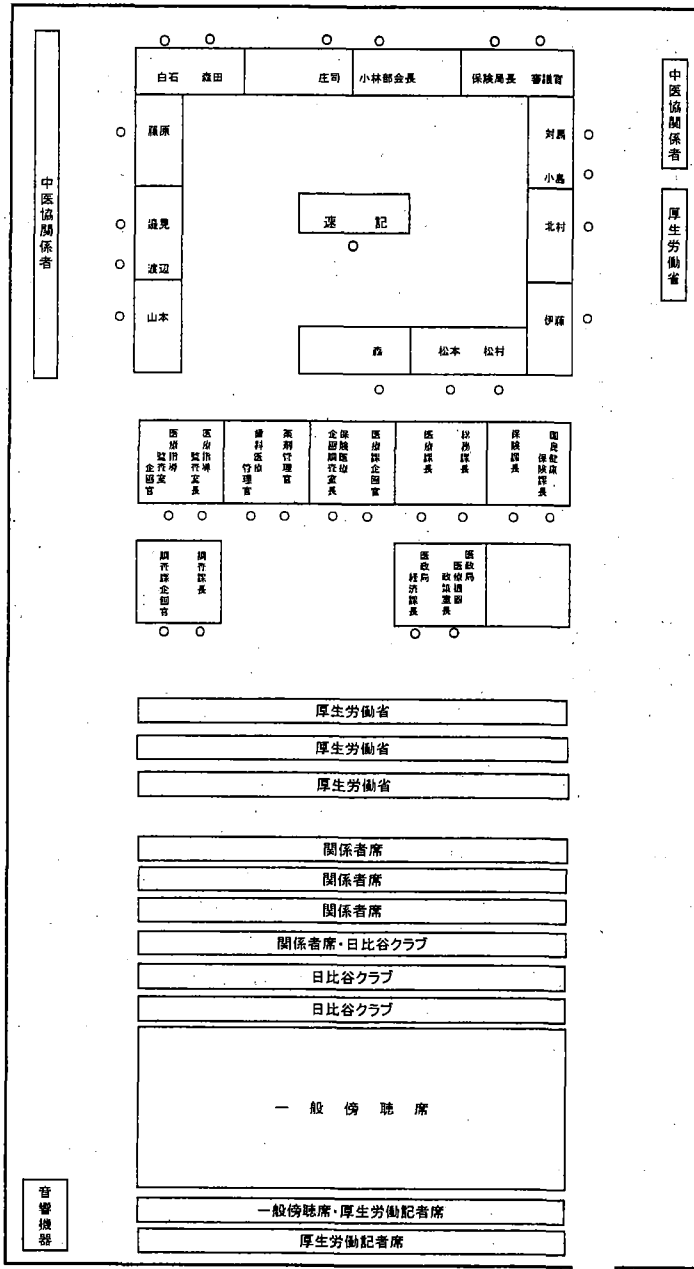 白石 森田 庄司 小林部会長 保険局長 審議官
中医協関係者
厚生労働省
中医協関係者
藤原
邉見
渡辺
山本
速 記
対馬
小島
北村
伊藤
森 松本 松村
医療指導監査室企画官
医療指導監査室長
歯科医療管理官
薬剤管理官
保険医療企画調査室長
医療課企画官
医療課長
総務課長
保険課長
国民健康保険課長
調査課企画官
調査課長
医政局経済課長
医政局医療機器政策室長
厚生労働省
厚生労働省
厚生労働省
関係者席
関係者席
関係者席
関係者席・日比谷クラブ
日比谷クラブ
日比谷クラブ
一 般 傍 聴 席
音響機器
一般傍聴席・厚生労働記者席
厚生労働記者席